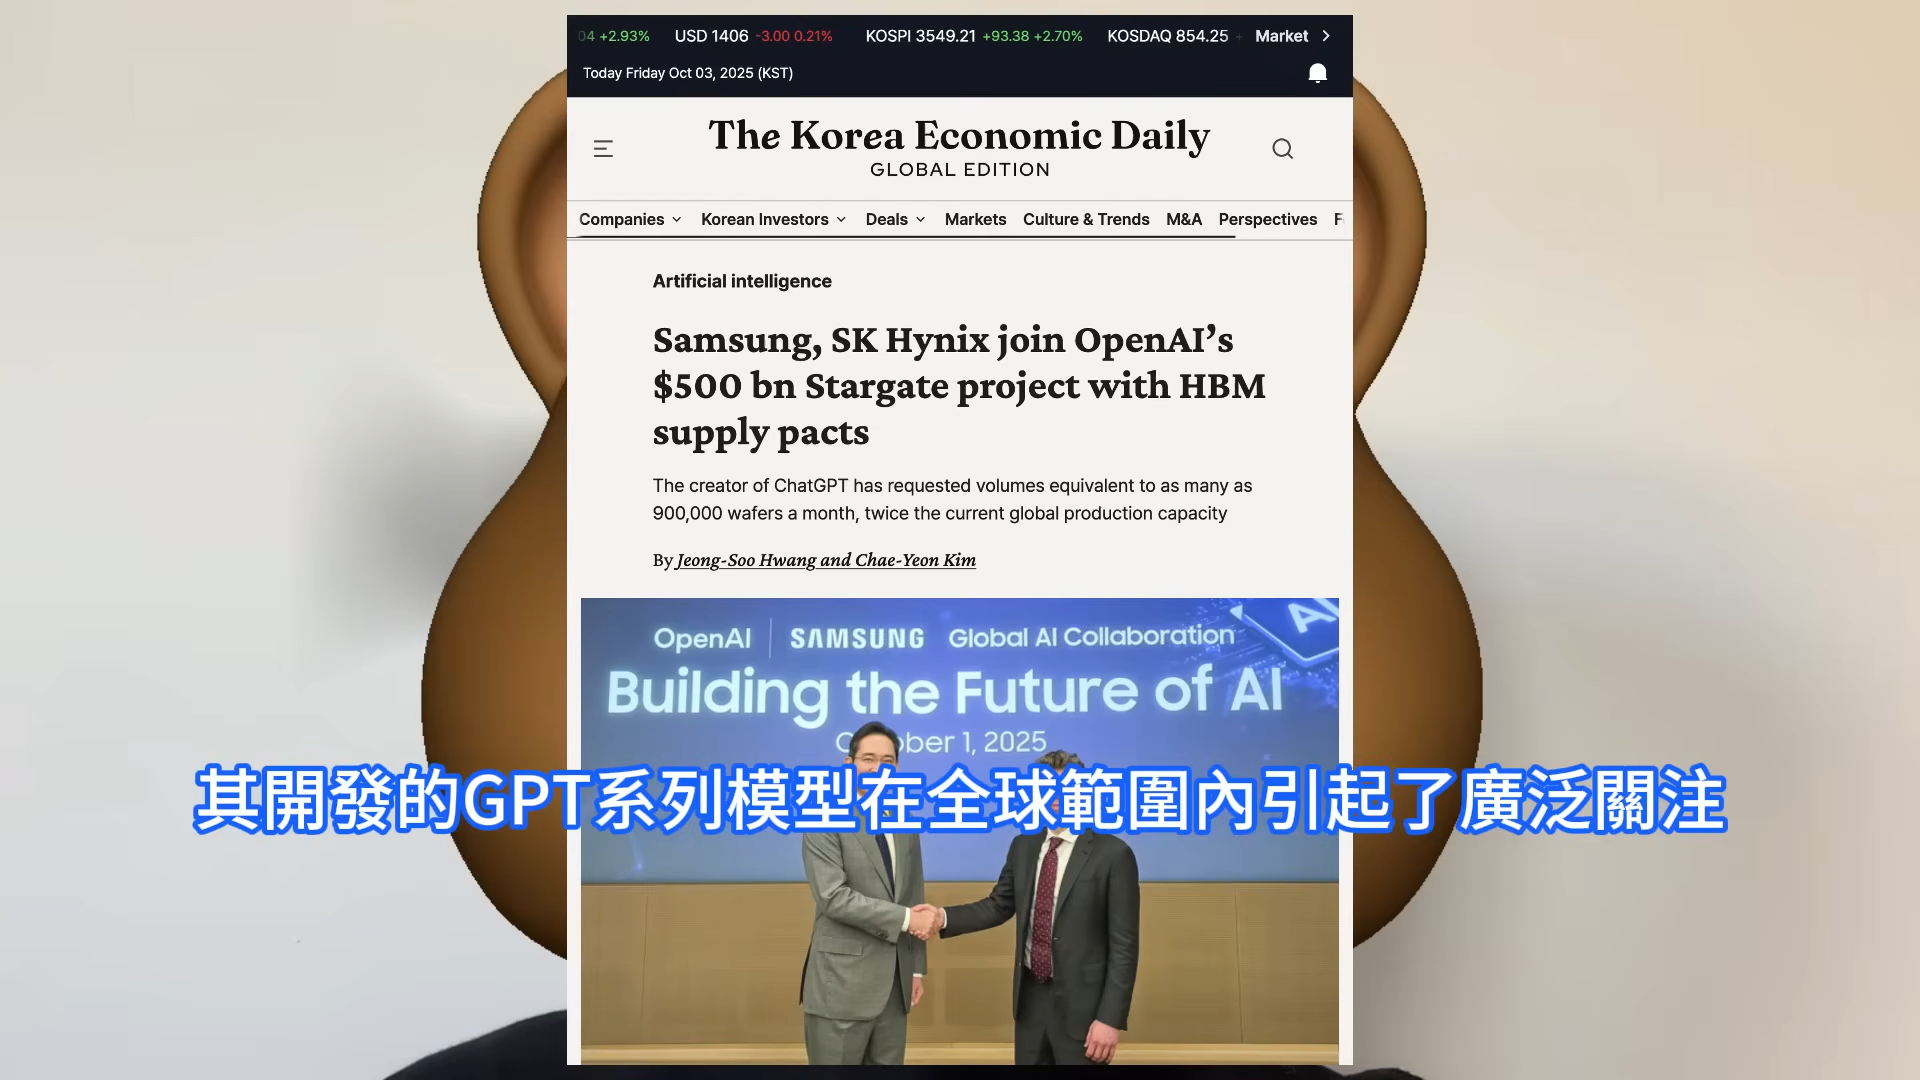 04 +2.93% USD 1406 -3.00 0.21% KOSPI 3549.21 +93.38 +2.70% KOSDAQ 854.25 Market
Today Friday Oct 03, 2025 (KST)
The Korea Economic Daily
GLOBAL EDITION
Companies Korean Investors Deals Markets Culture & Trends M&A Perspectives F
Artificial intelligence
Samsung, SK Hynix join OpenAI’s
$500 bn Stargate project with HBM
supply pacts
The creator of ChatGPT has requested volumes equivalent to as many as
900,000 wafers a month, twice the current global production capacity
By Jeong-Soo Hwang and Chae-Yeon Kim
OpenAI | SAMSUNG Global AI Collaboration
AI
Building the Future of AI
October 1, 2025
其開發的GPT系列模型在全球範圍內引起了廣泛關注